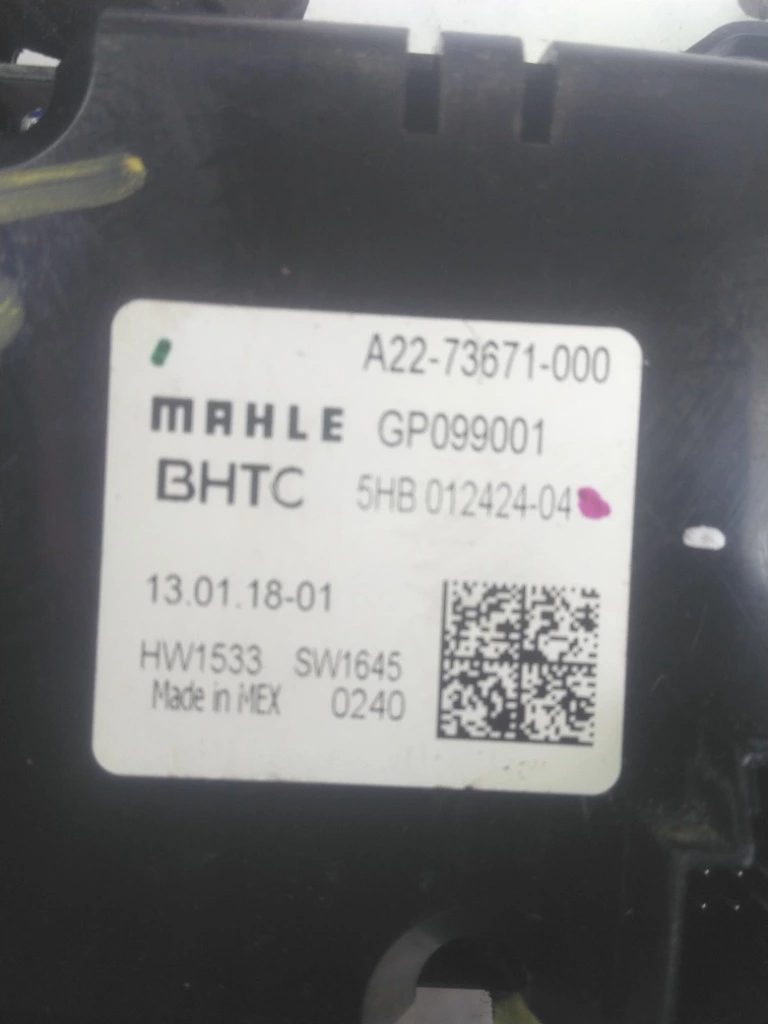 A22-73671-000
MAHLE GP099001
BHTC 5HB 012424-04
13.01.18-01
HW1533 SW1645
Made in MEX 0240